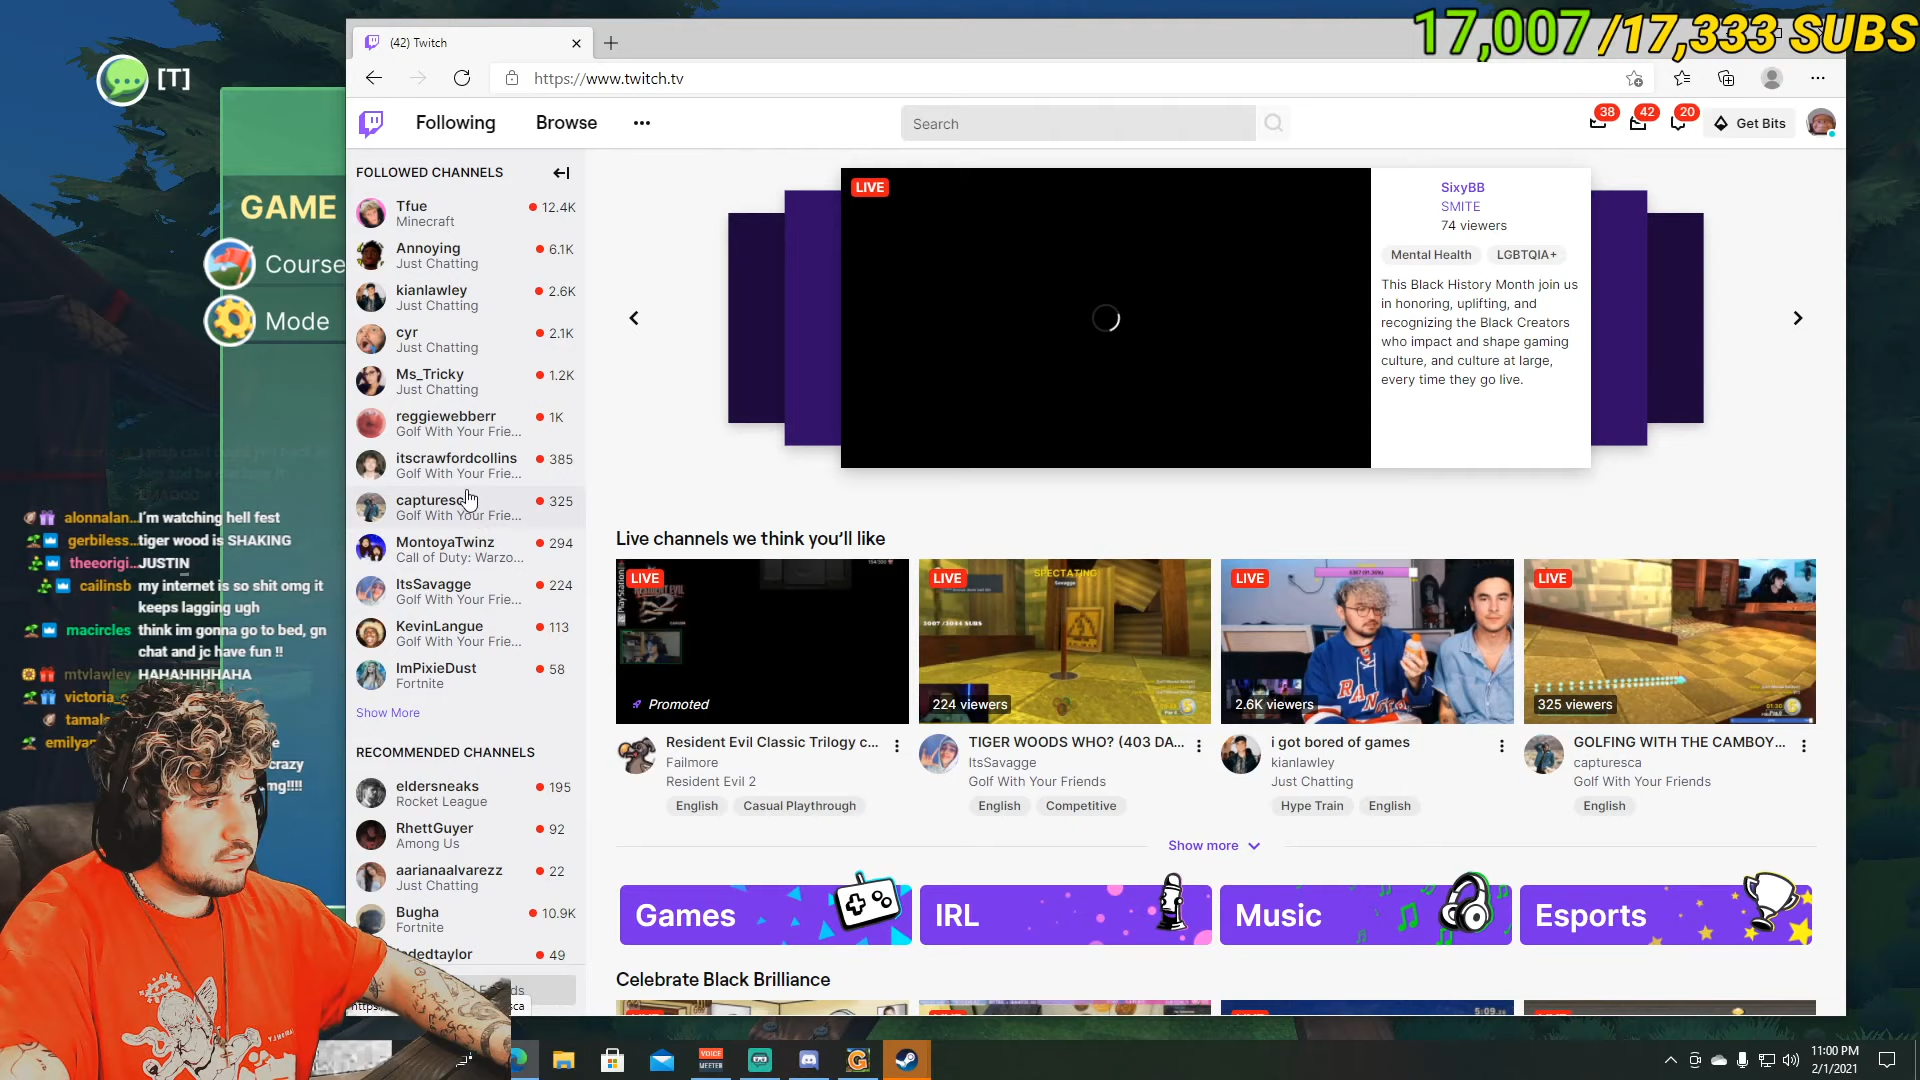 17,007/17,333 SUBS
(42) Twitch
https://www.twitch.tv
[T]
GAME
Course
Mode
Following
Browse
Search
38
42
20
Get Bits
FOLLOWED CHANNELS
Tfue
Minecraft
12.4K
Annoying
Just Chatting
6.1K
kianlawley
Just Chatting
2.6K
cyr
Just Chatting
2.1K
Ms_Tricky
Just Chatting
1.2K
reggiewebberr
Golf With Your Frie...
1K
itscrawfordcollins
Golf With Your Frie...
385
capturesca
Golf With Your Frie...
325
MontoyaTwinz
Call of Duty: Warzo...
294
ItsSavagge
Golf With Your Frie...
224
KevinLangue
Golf With Your Frie...
113
ImPixieDust
Fortnite
58
Show More
RECOMMENDED CHANNELS
eldersneaks
Rocket League
195
RhettGuyer
Among Us
92
aarianaalvarezz
Just Chatting
22
Bugha
Fortnite
10.9K
49
alonnalan...I'm watching hell fest
gerbiless...tiger wood is SHAKING
theeorigi...JUSTIN
cailinsb my internet is so shit omg it
keeps lagging ugh
macircles think im gonna go to bed, gn
chat and jc have fun !!
mtvlawley HAHAHHHHAHA
LIVE
SixyBB
SMITE
74 viewers
Mental Health
LGBTQIA+
This Black History Month join us
in honoring, uplifting, and
recognizing the Black Creators
who impact and shape gaming
culture, and culture at large,
every time they go live.
Live channels we think you'll like
LIVE
Promoted
Resident Evil Classic Trilogy c...
Failmore
Resident Evil 2
English
Casual Playthrough
LIVE
SPECTATING
Savagge
3007 /3044 SUBS
224 viewers
TIGER WOODS WHO? (403 DA...
ItsSavagge
Golf With Your Friends
English
Competitive
LIVE
RAN
2.6K viewers
i got bored of games
kianlawley
Just Chatting
Hype Train
English
LIVE
325 viewers
GOLFING WITH THE CAMBOY...
capturesca
Golf With Your Friends
English
Show more
Games
IRL
Music
Esports
Celebrate Black Brilliance
VOICE
MEETER
11:00 PM
2/1/2021